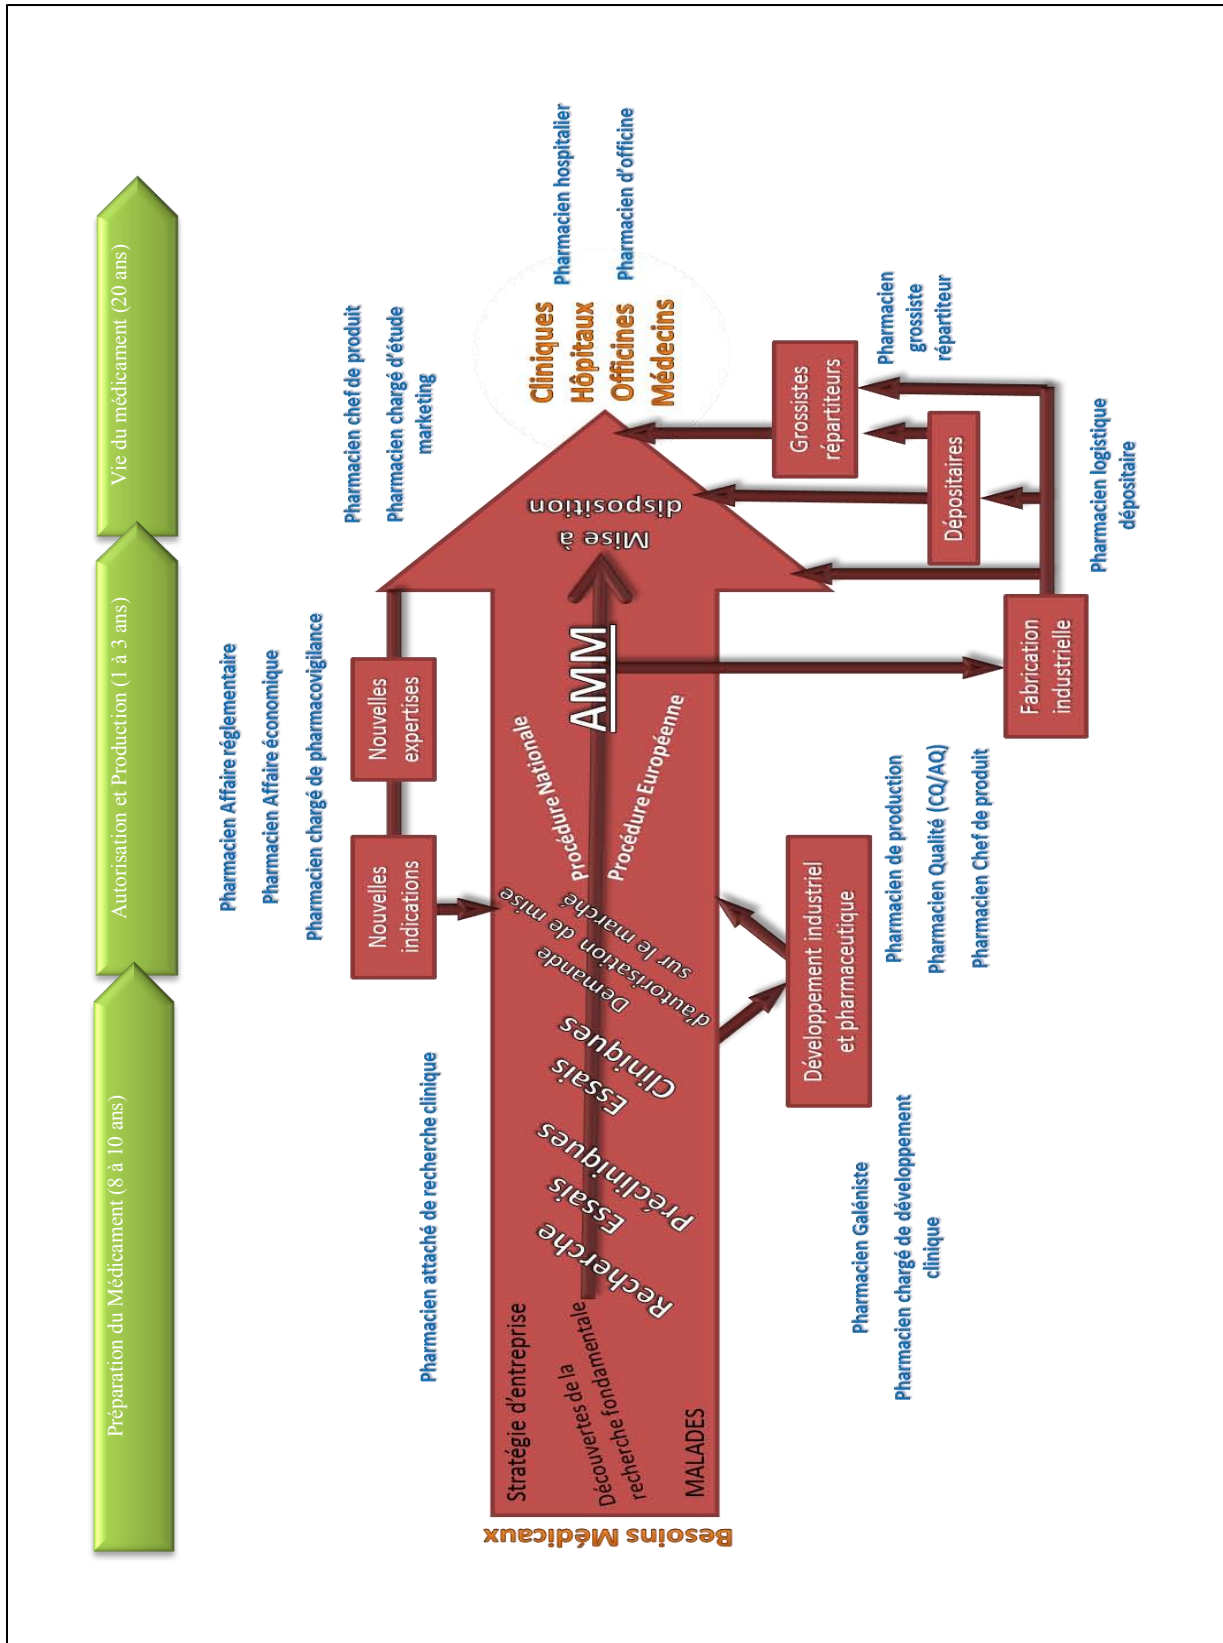 Préparation du Médicament (8 à 10 ans)
Autorisation et Production (1 à 3 ans)
Vie du médicament (20 ans)
Pharmacien Affaire réglementaire
Pharmacien Affaire économique
Pharmacien chargé de pharmacovigilance
Pharmacien chef de produit
Pharmacien chargé d'étude
marketing
Pharmacien attaché de recherche clinique
Nouvelles
indications
Nouvelles
expertises
Besoins Médicaux
Stratégie d'entreprise
Découvertes de la
recherche fondamentale
MALADES
Recherche
Essais
Précliniques
Essais
Cliniques
Demande
d'autorisation de mise
sur le marché
Procédure Nationale
Procédure Européenne
AMM
Mise à
disposition
Cliniques
Hôpitaux
Officines
Médecins
Pharmacien hospitalier
Pharmacien d'officine
Développement industriel
et pharmaceutique
Grossistes
répartiteurs
Dépositaires
Fabrication
industrielle
Pharmacien Galéniste
Pharmacien chargé de dévelopement
clinique
Pharmacien de production
Pharmacien Qualité (CQ/AQ)
Pharmacien Chef de produit
Pharmacien
grossiste
répartiteur
Pharmacien logistique
dépositaire